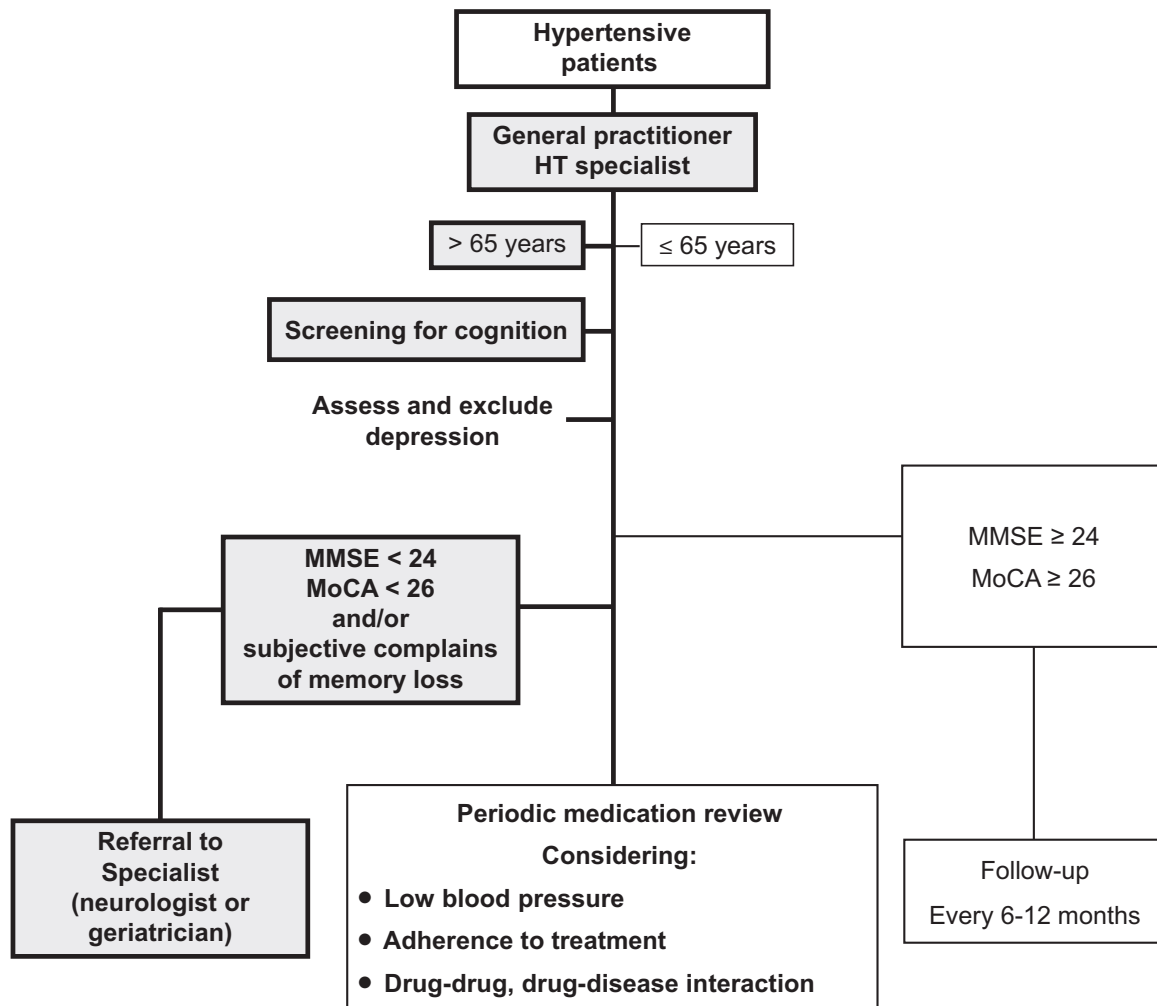 Hypertensive
patients
General practitioner
HT specialist
> 65 years
≤ 65 years
Screening for cognition
Assess and exclude
depression
MMSE < 24
MoCA < 26
and/or
subjective complains
of memory loss
MMSE ≥ 24
MoCA ≥ 26
Referral to
Specialist
(neurologist or
geriatrician)
Periodic medication review
Considering:
● Low blood pressure
● Adherence to treatment
● Drug-drug, drug-disease interaction
Follow-up
Every 6-12 months